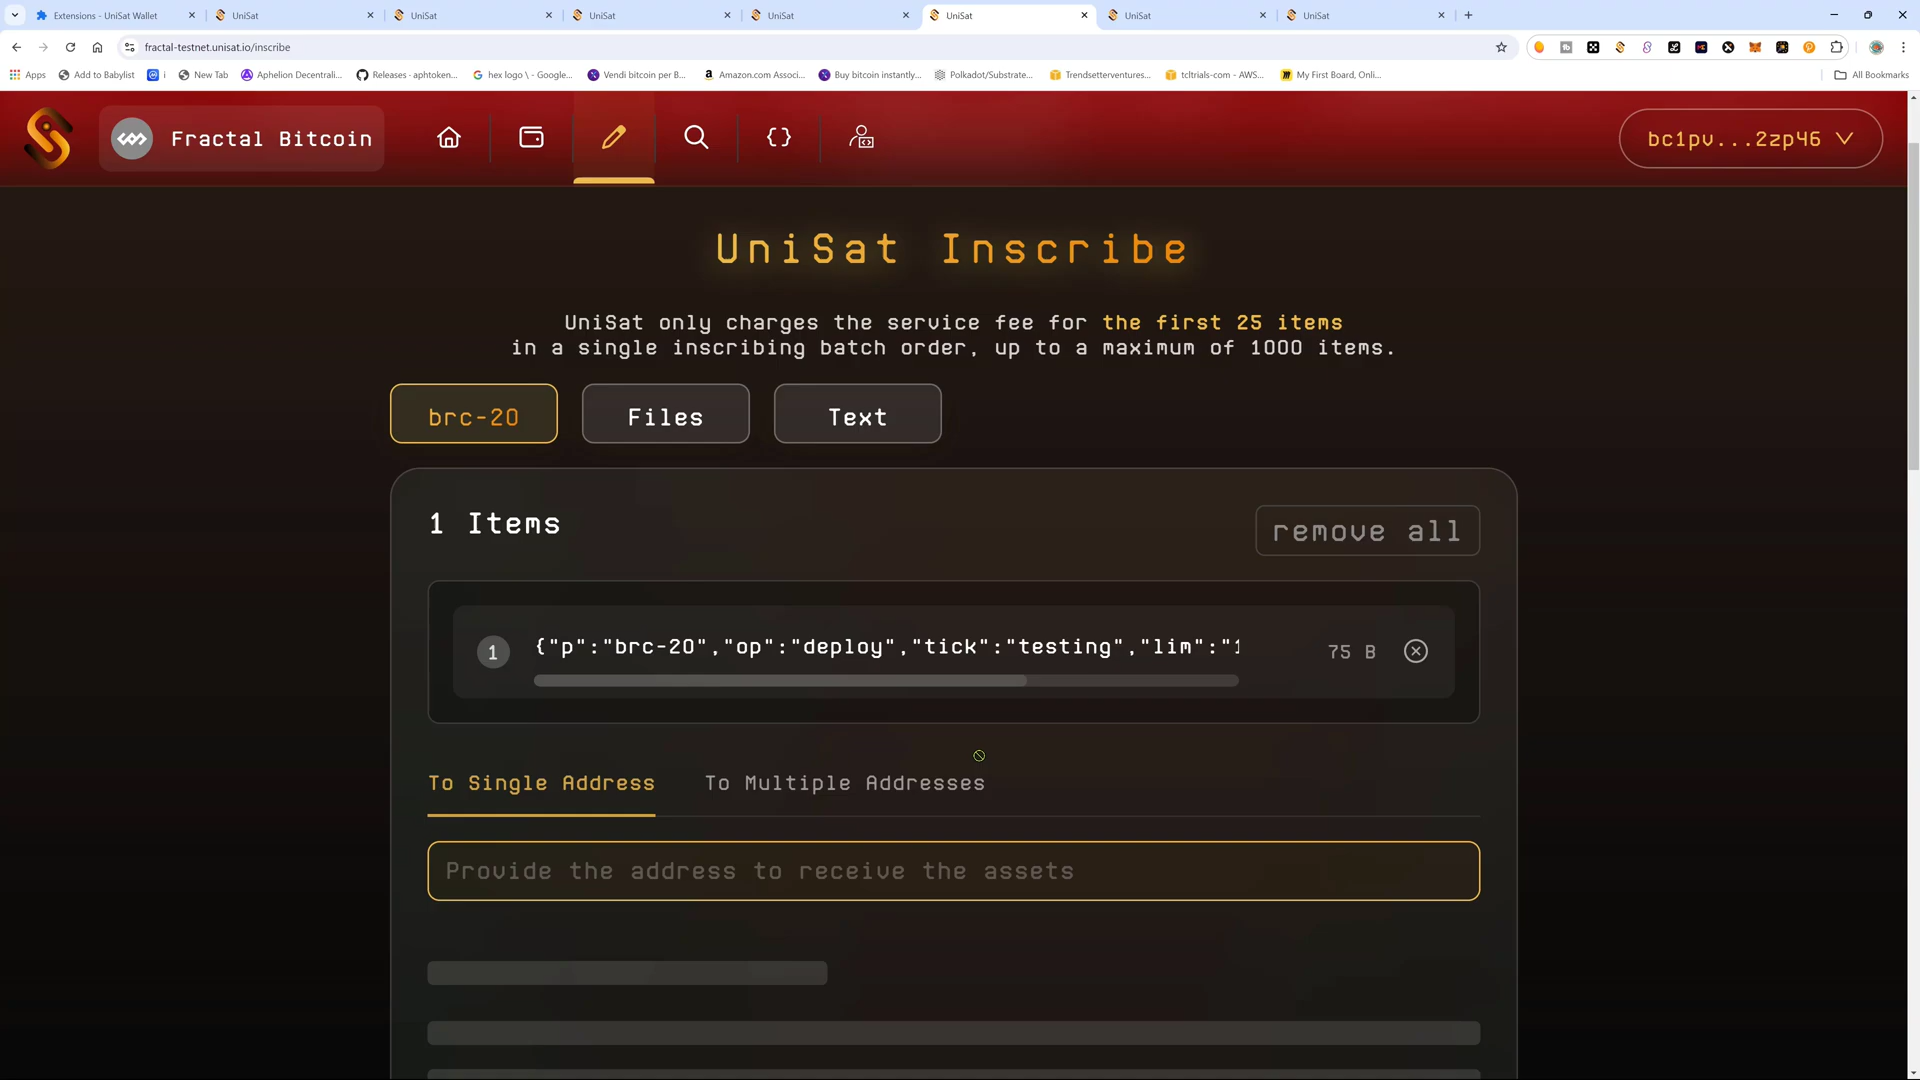 Extensions - UniSat Wallet
UniSat
UniSat
UniSat
UniSat
UniSat
UniSat
UniSat
fractal-testnet.unisat.io/inscribe
Apps
Add to Babylist
i
New Tab
Aphelion Decentrali...
Releases · aphtoken...
hex logo \ - Google...
Vendi bitcoin per B...
Amazon.com Associ...
Buy bitcoin instantly...
Polkadot/Substrate...
Trendsetterventures...
tcltrials-com - AWS...
My First Board, Onli...
All Bookmarks
Fractal Bitcoin
bc1pv...2zp46
UniSat Inscribe
UniSat only charges the service fee for the first 25 items
in a single inscribing batch order, up to a maximum of 1000 items.
brc-20
Files
Text
1 Items
remove all
1
{"p":"brc-20","op":"deploy","tick":"testing","lim":"1
75 B
To Single Address
To Multiple Addresses
Provide the address to receive the assets